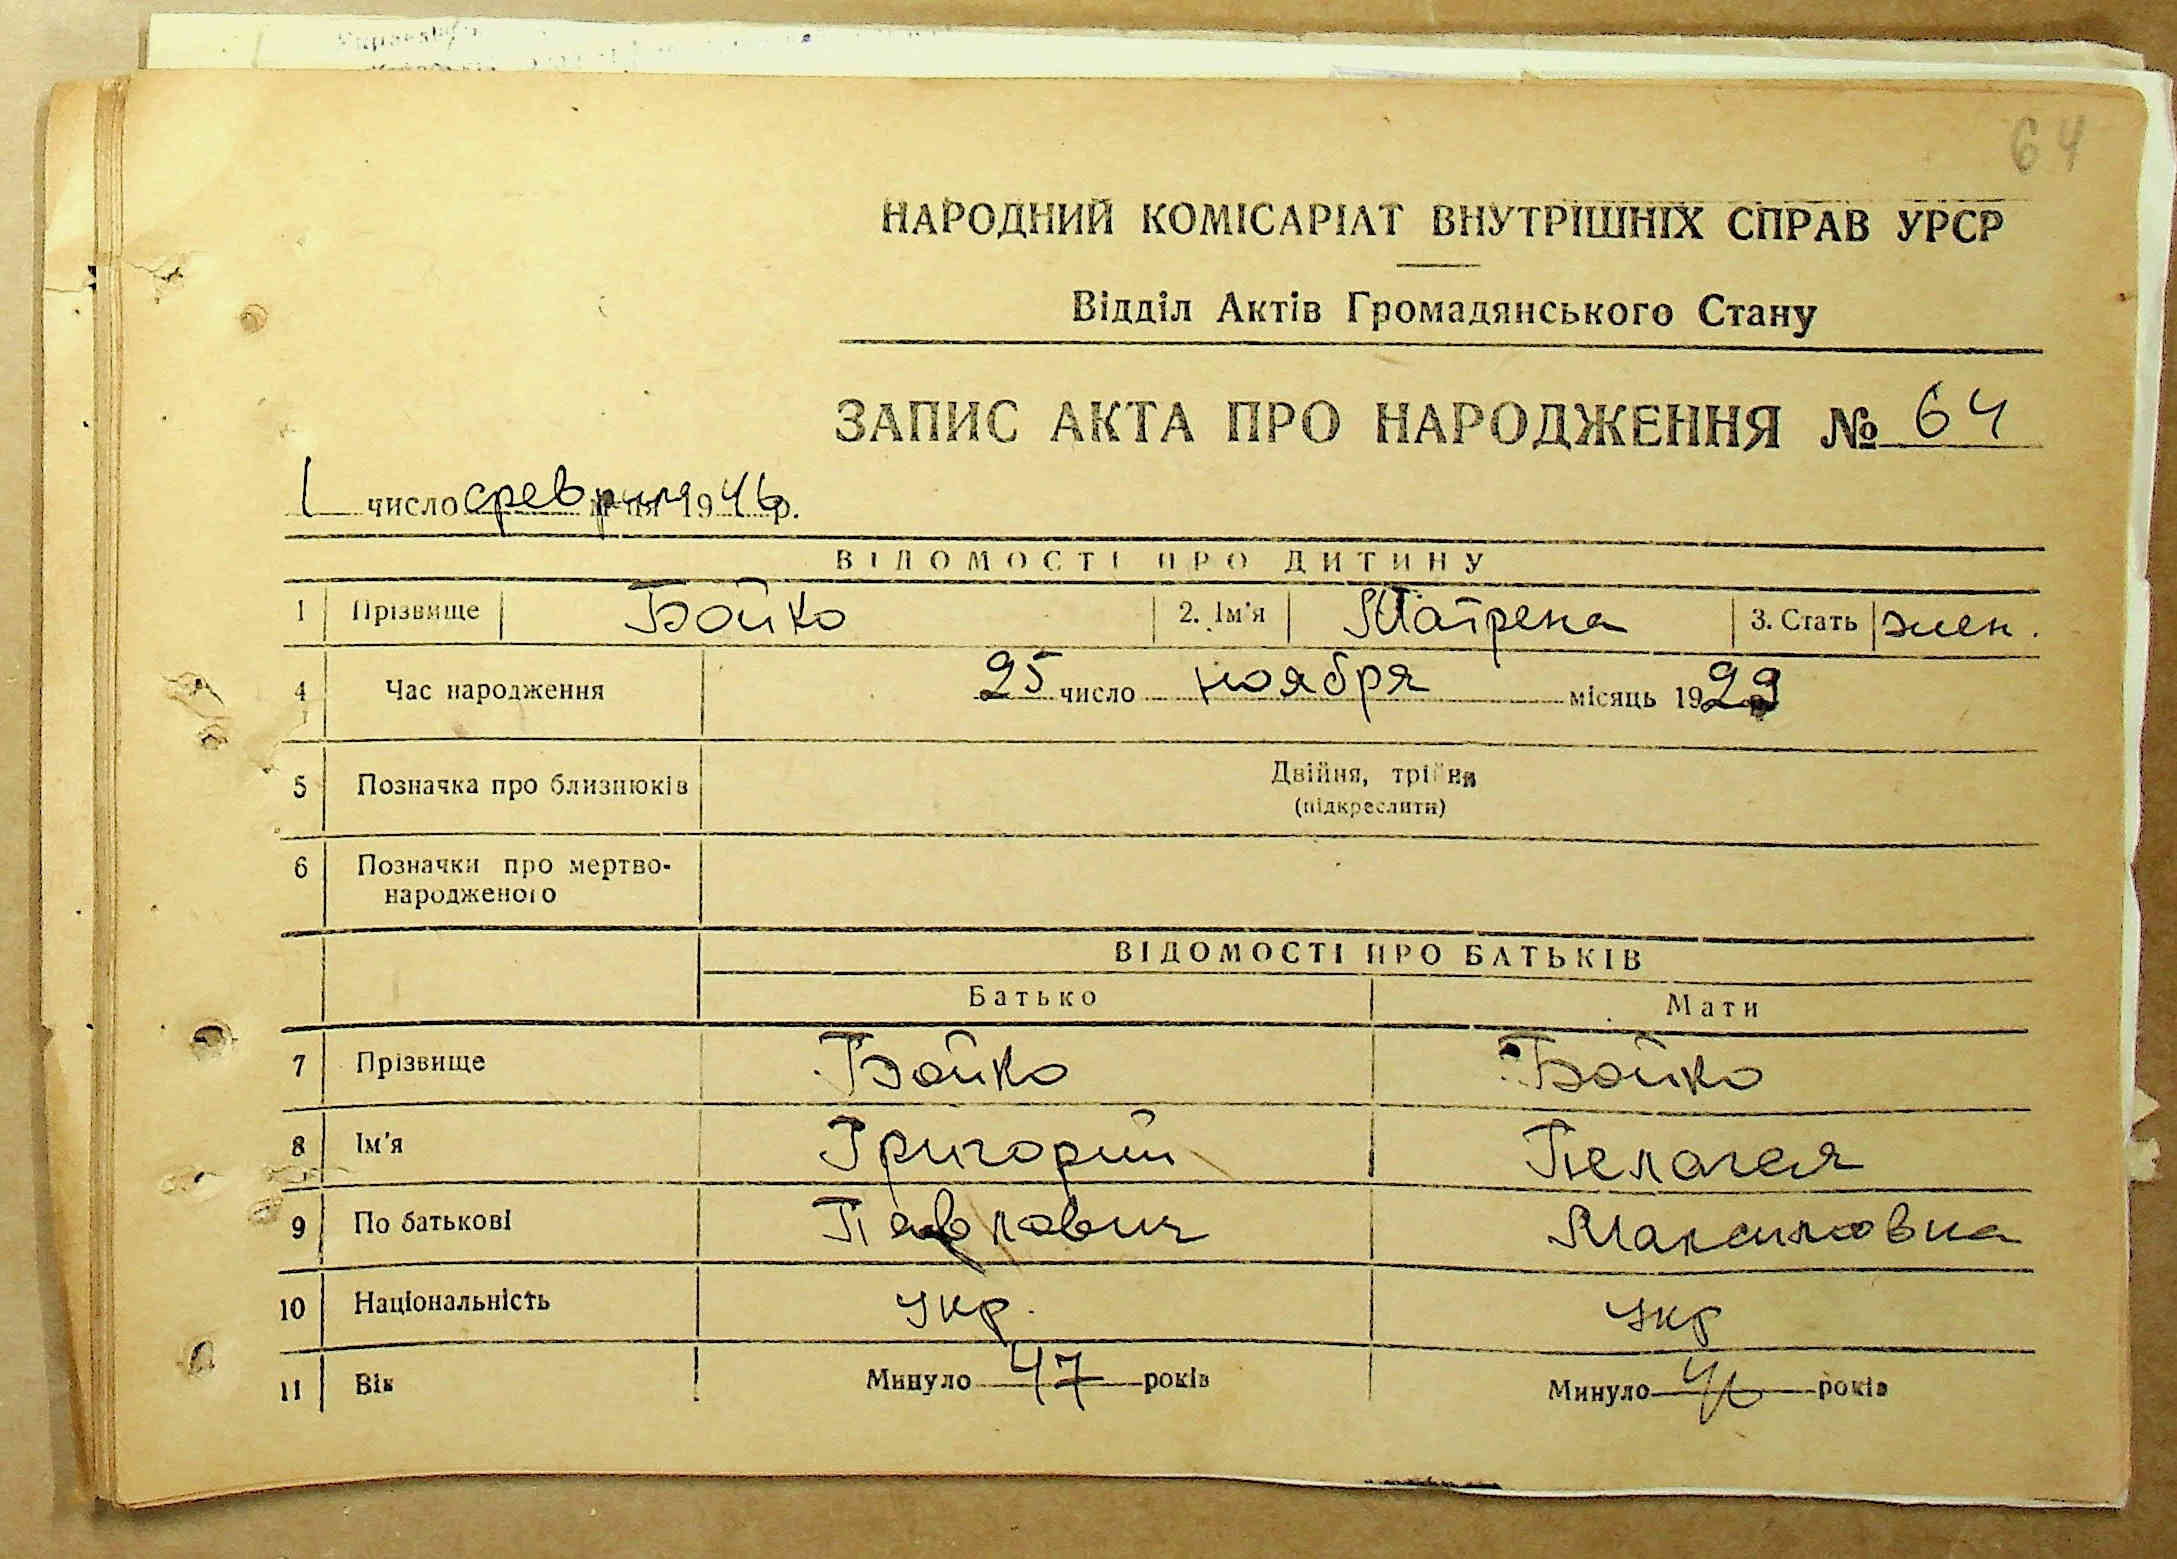 64
НАРОДНИЙ КОМІСАРІАТ ВНУТРІШНІХ СПРАВ УРСР
Відділ Актів Громадянського Стану
ЗАПИС АКТА ПРО НАРОДЖЕННЯ № 64
1 число февраля 1946 р.
ВІДОМОСТІ ПРО ДИТИНУ
1 Прізвище Бойко 2. Ім'я Матрена 3. Стать жен.
4 Час народження 25 число ноября місяць 1929
5 Позначка про близнюків Двійня, трійня
(підкреслити)
6 Позначки про мертво-
народженого
ВІДОМОСТІ ПРО БАТЬКІВ
Батько Мати
7 Прізвище Бойко Бойко
8 Ім'я Григорий Пелагея
9 По батькові Павлович Максимовна
10 Національність укр. укр
11 Вік Минуло 47 років Минуло 46 років